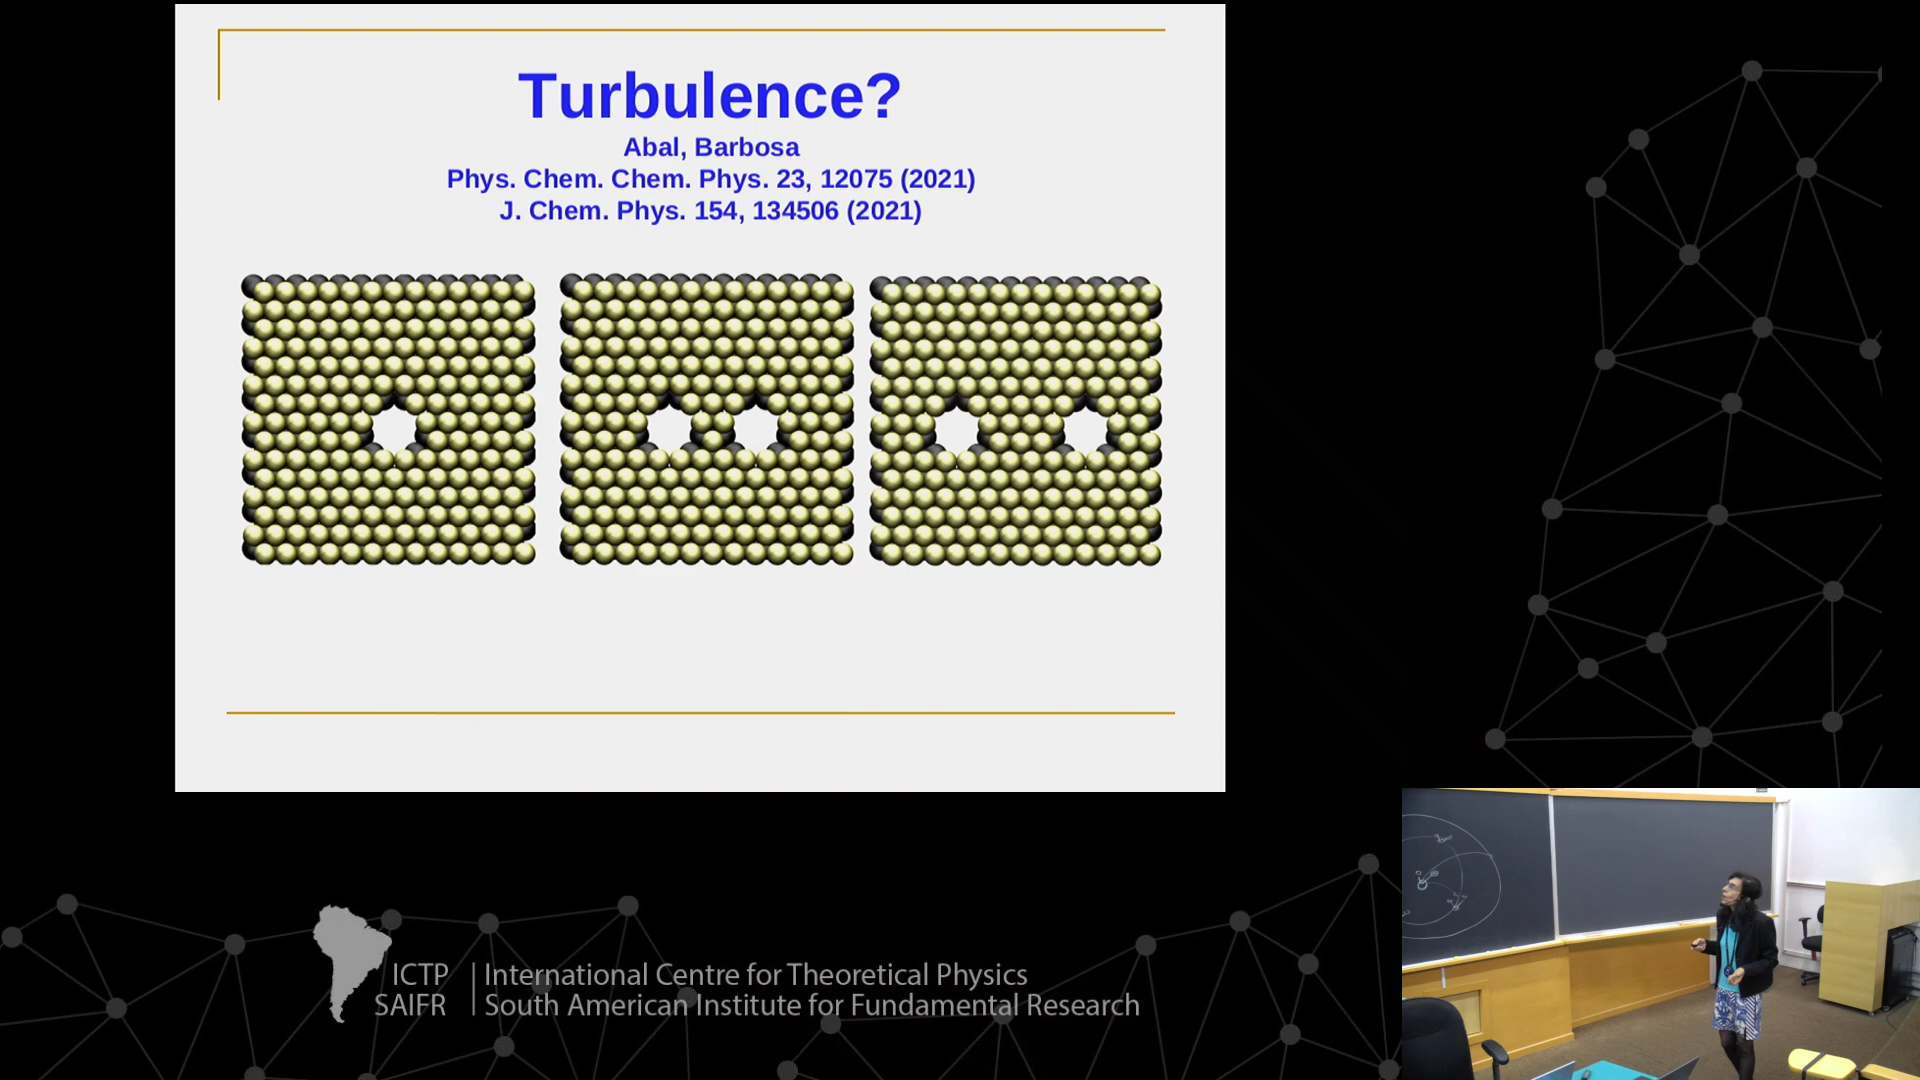 Turbulence?
Abal, Barbosa
Phys. Chem. Chem. Phys. 23, 12075 (2021)
J. Chem. Phys. 154, 134506 (2021)
ICTP
SAIFR
International Centre for Theoretical Physics
South American Institute for Fundamental Research